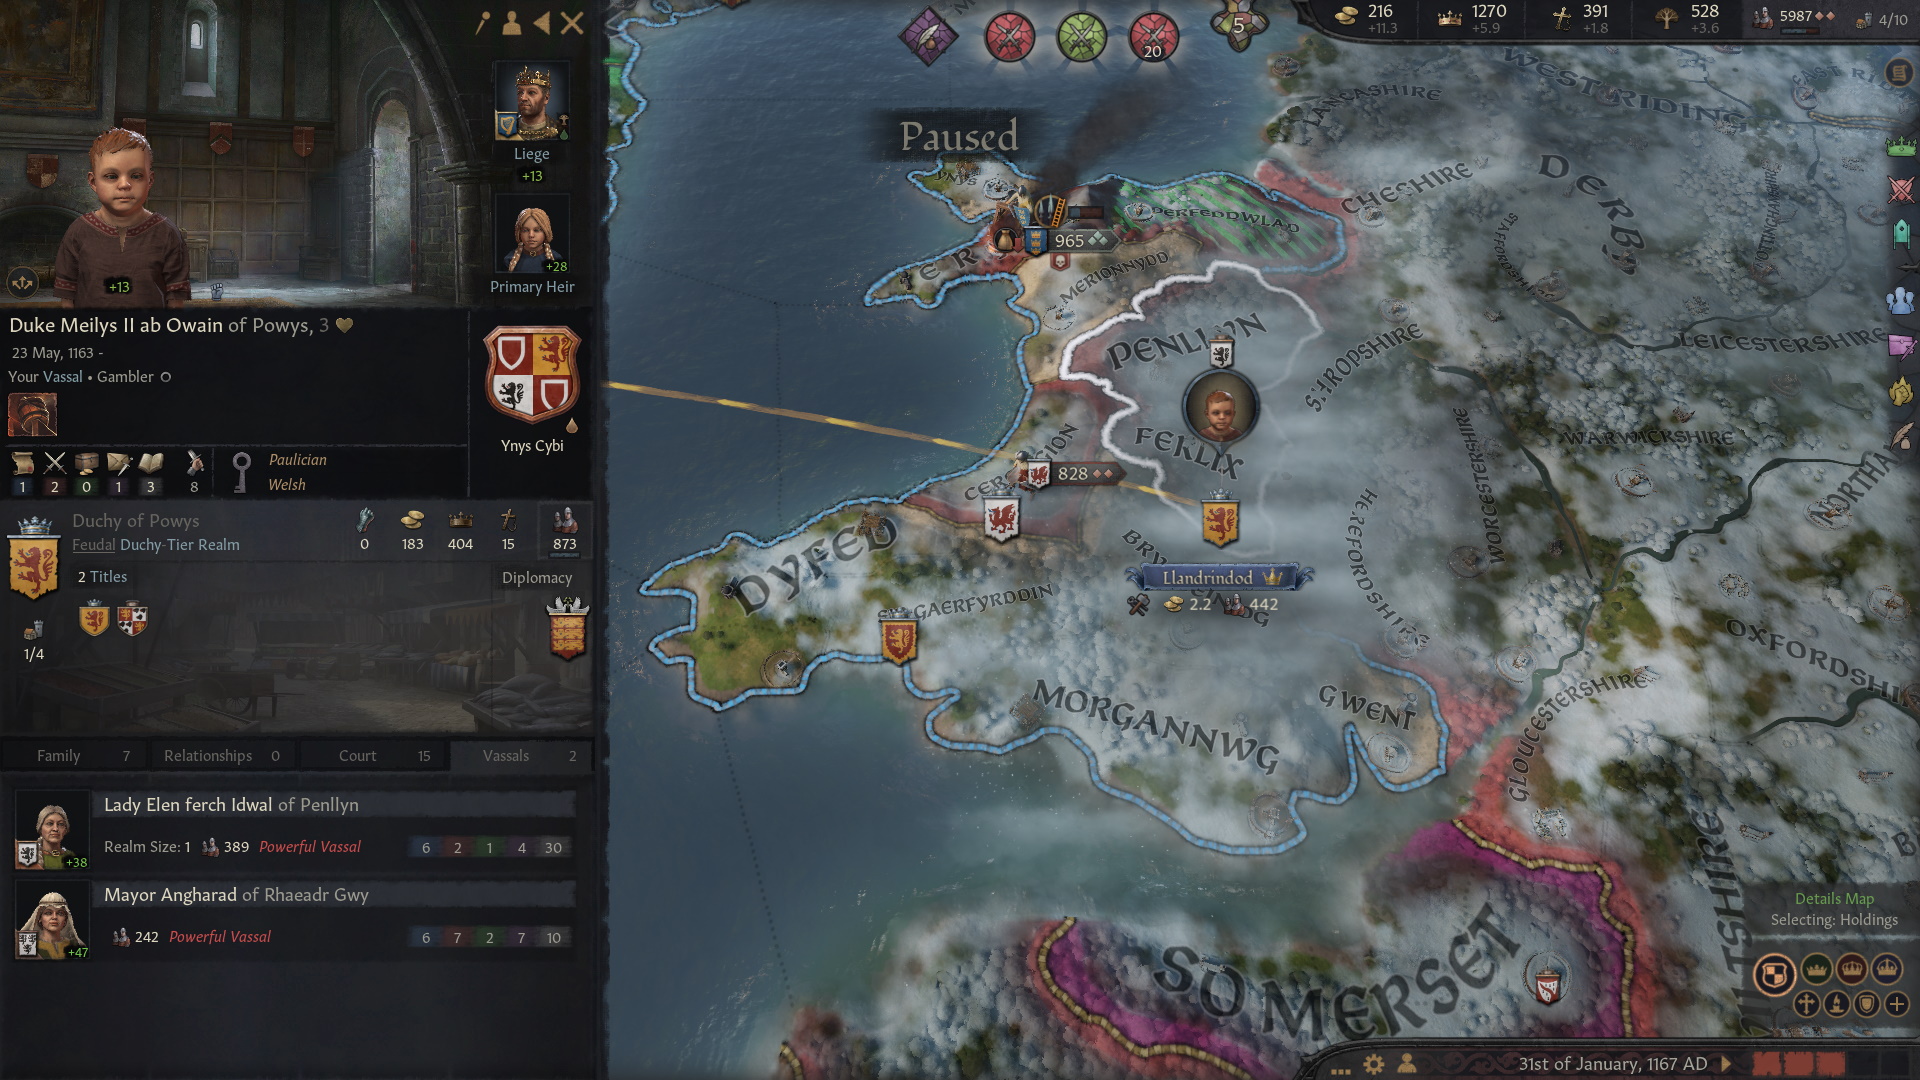 216
+11.3
1270
+5.9
391
+1.8
528
+3.6
5987
4/10
20
5
Paused
Liege
+13
+28
Primary Heir
+13
Duke Meilys II ab Owain of Powys, 3
23 May, 1163 -
Your Vassal • Gambler
Ynys Cybi
1
2
0
1
3
8
Paulician
Welsh
Duchy of Powys
Feudal Duchy-Tier Realm
0
183
404
15
873
2 Titles
Diplomacy
1/4
Family 7
Relationships 0
Court 15
Vassals 2
Lady Elen ferch Idwal of Penllyn
+38
Realm Size: 1 389 Powerful Vassal
6 2 1 4 30
Mayor Angharad of Rhaeadr Gwy
+47
242 Powerful Vassal
6 7 2 7 10
WEST RIDING
LANCASHIRE
CHESHIRE
DERBY
PERFEDDWLAD
965
MERIONNYDD
PENLLYN
SHROPSHIRE
STAFFORDSHIRE
LEICESTERSHIRE
WARWICKSHIRE
WORCESTERSHIRE
HEREFORDSHIRE
828
DYFED
GAERFYRDDIN
Llandrindod
2.2 442
MORGANNWG
GWENT
GLOUCESTERSHIRE
SOMERSET
Details Map
Selecting: Holdings
31st of January, 1167 AD